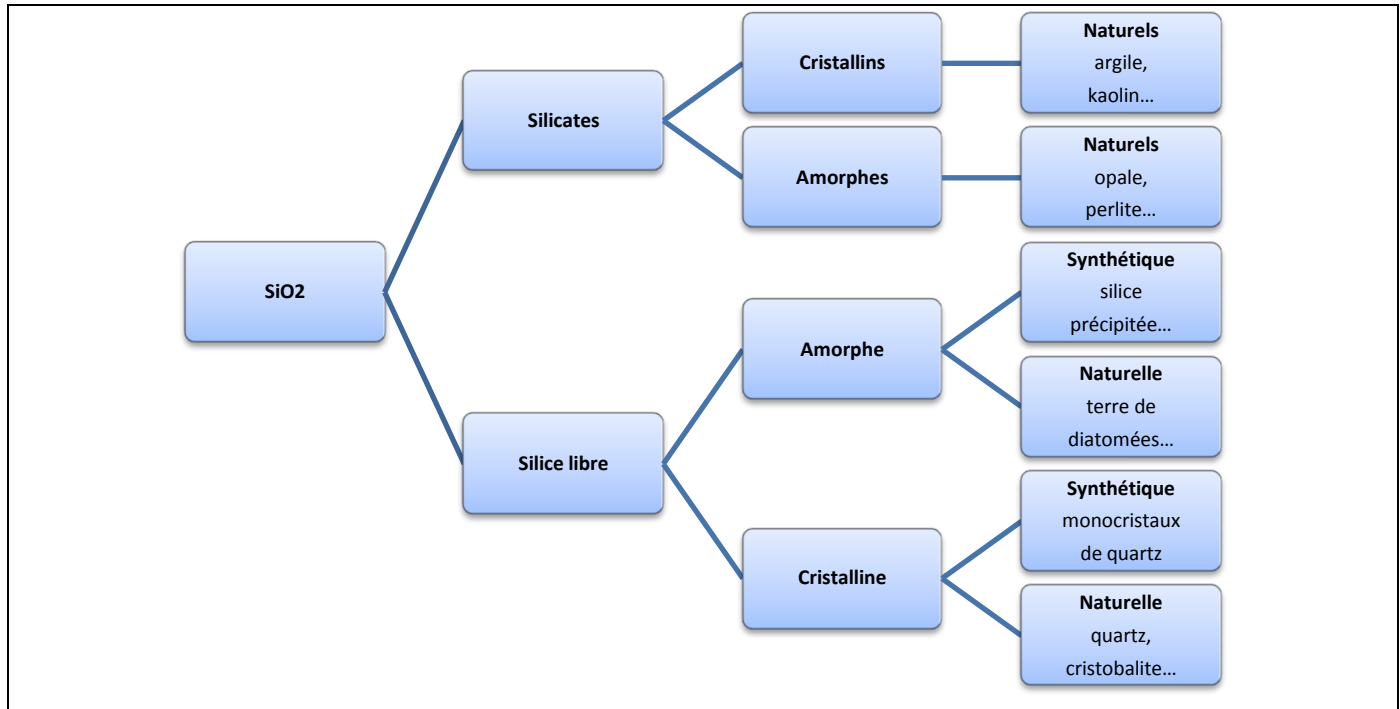 SiO2
Silicates
Cristallins
Naturels
argile,
kaolin…
Amorphes
Naturels
opale,
perlite…
Silice libre
Amorphe
Synthétique
silice
précipitée…
Naturelle
terre de
diatomées…
Cristalline
Synthétique
monocristaux
de quartz
Naturelle
quartz,
cristobalite…